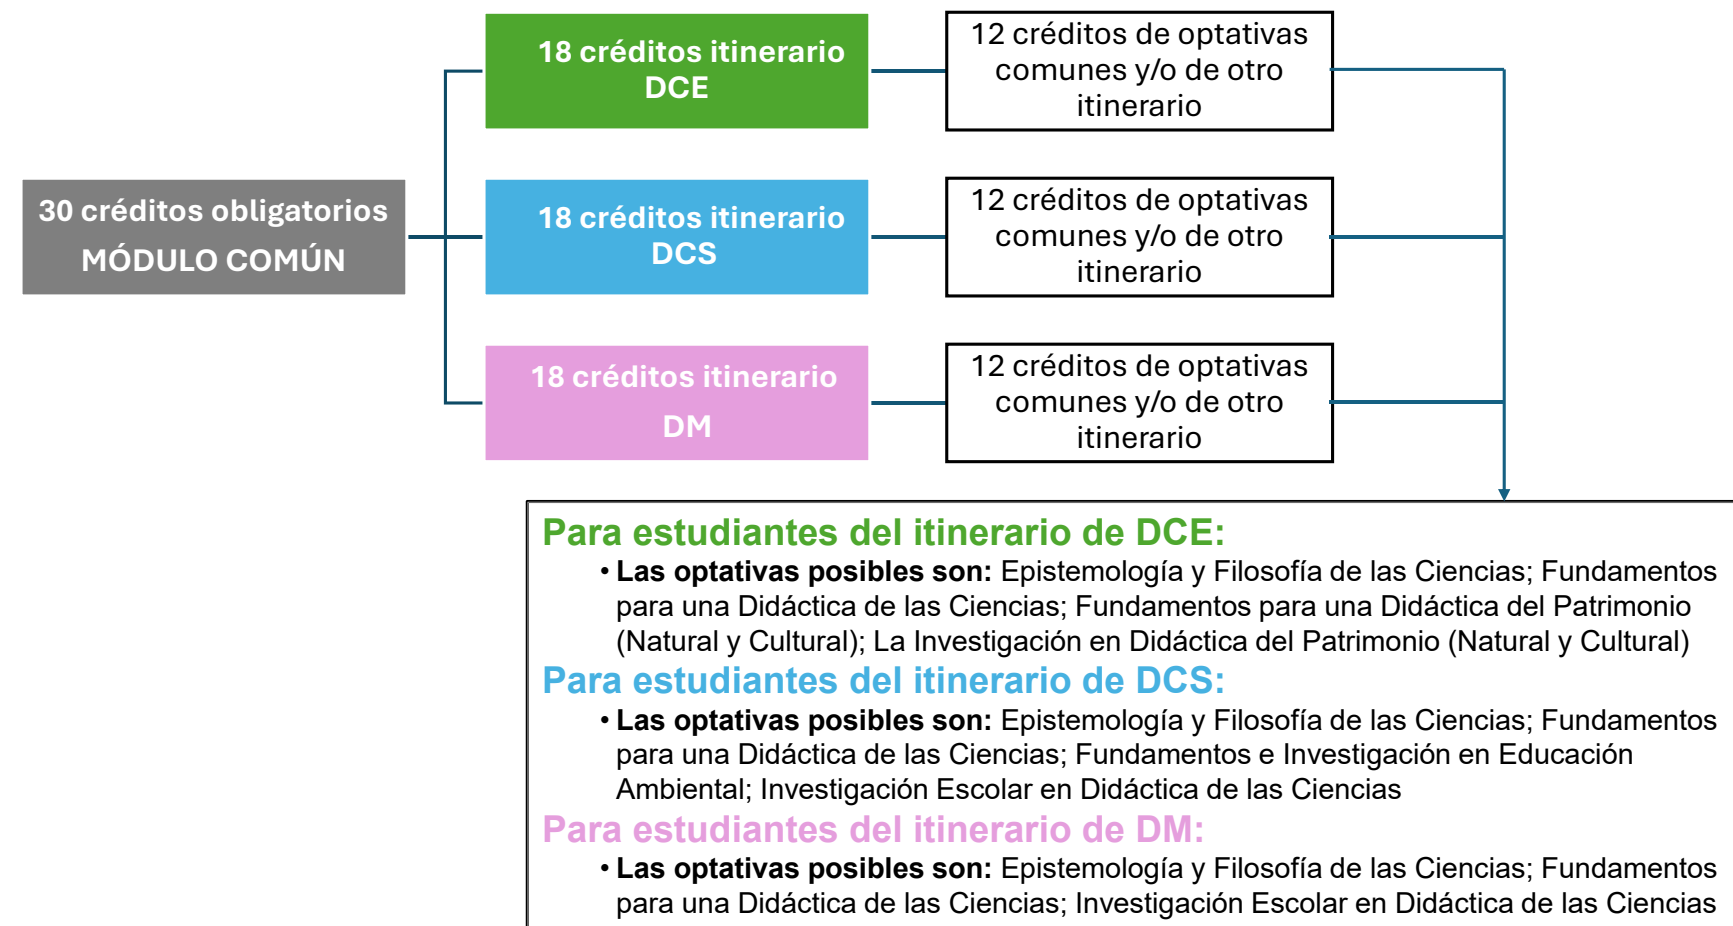 18 créditos itinerario
DCE
12 créditos de optativas
comunes y/o de otro
itinerario
30 créditos obligatorios
MÓDULO COMÚN
18 créditos itinerario
DCS
12 créditos de optativas
comunes y/o de otro
itinerario
18 créditos itinerario
DM
12 créditos de optativas
comunes y/o de otro
itinerario
Para estudiantes del itinerario de DCE:
• Las optativas posibles son: Epistemología y Filosofía de las Ciencias; Fundamentos
para una Didáctica de las Ciencias; Fundamentos para una Didáctica del Patrimonio
(Natural y Cultural); La Investigación en Didáctica del Patrimonio (Natural y Cultural)
Para estudiantes del itinerario de DCS:
• Las optativas posibles son: Epistemología y Filosofía de las Ciencias; Fundamentos
para una Didáctica de las Ciencias; Fundamentos e Investigación en Educación
Ambiental; Investigación Escolar en Didáctica de las Ciencias
Para estudiantes del itinerario de DM:
• Las optativas posibles son: Epistemología y Filosofía de las Ciencias; Fundamentos
para una Didáctica de las Ciencias; Investigación Escolar en Didáctica de las Ciencias